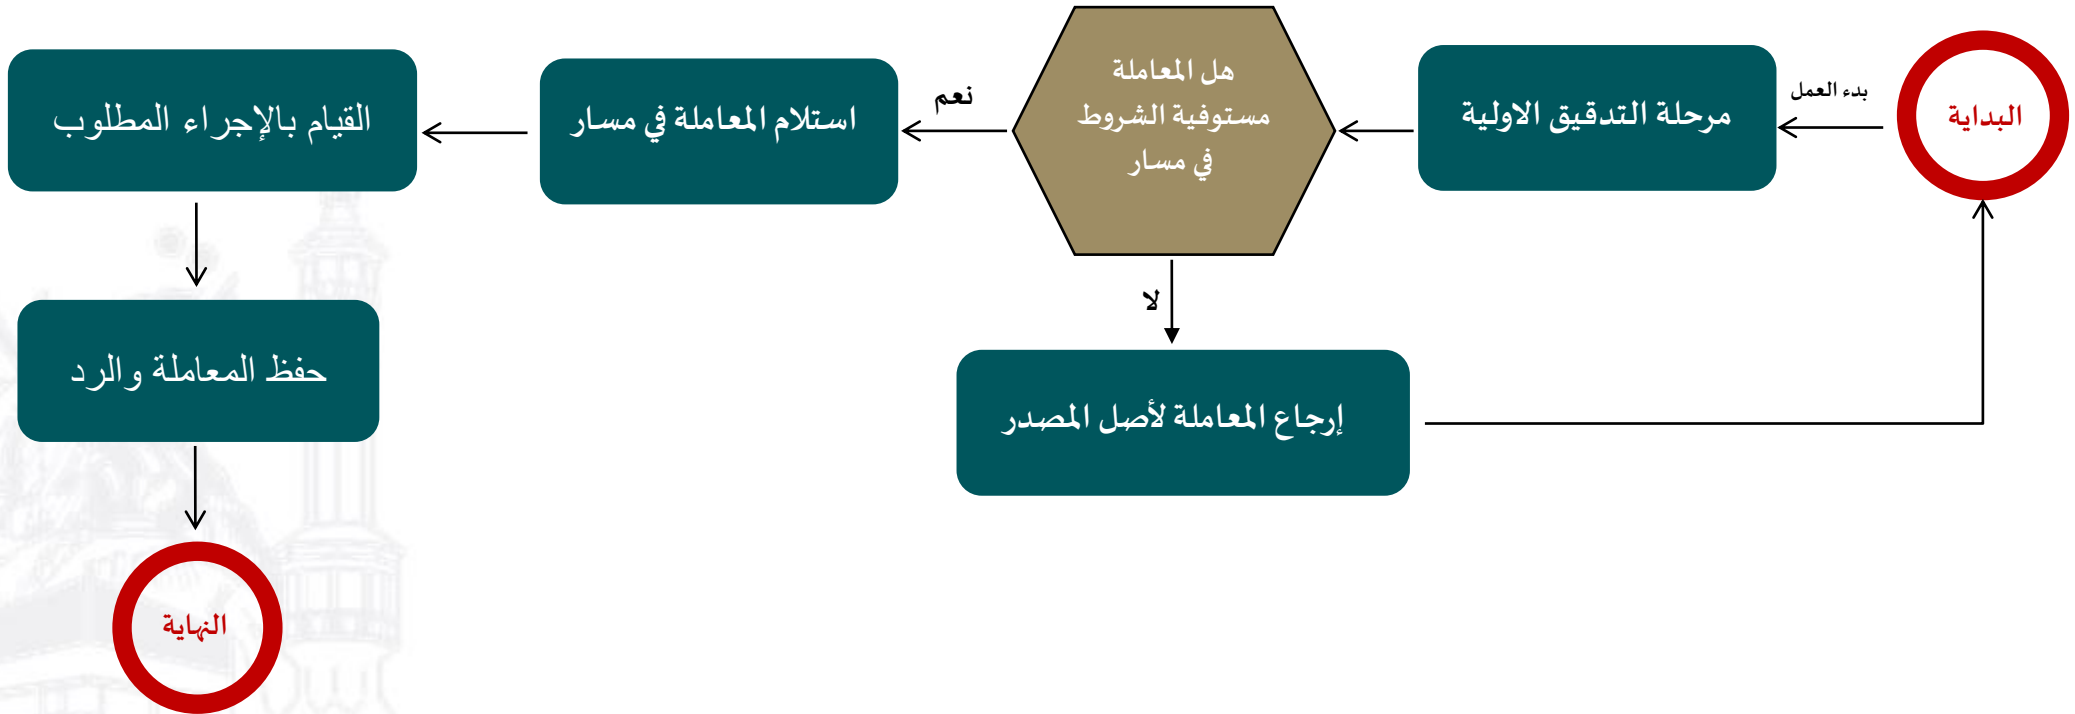 البداية
بدء العمل
مرحلة التدقيق الاولية
هل المعاملة
مستوفية الشروط
في مسار
نعم
استلام المعاملة في مسار
القيام بالإجراء المطلوب
لا
إرجاع المعاملة لأصل المصدر
حفظ المعاملة والرد
النهاية